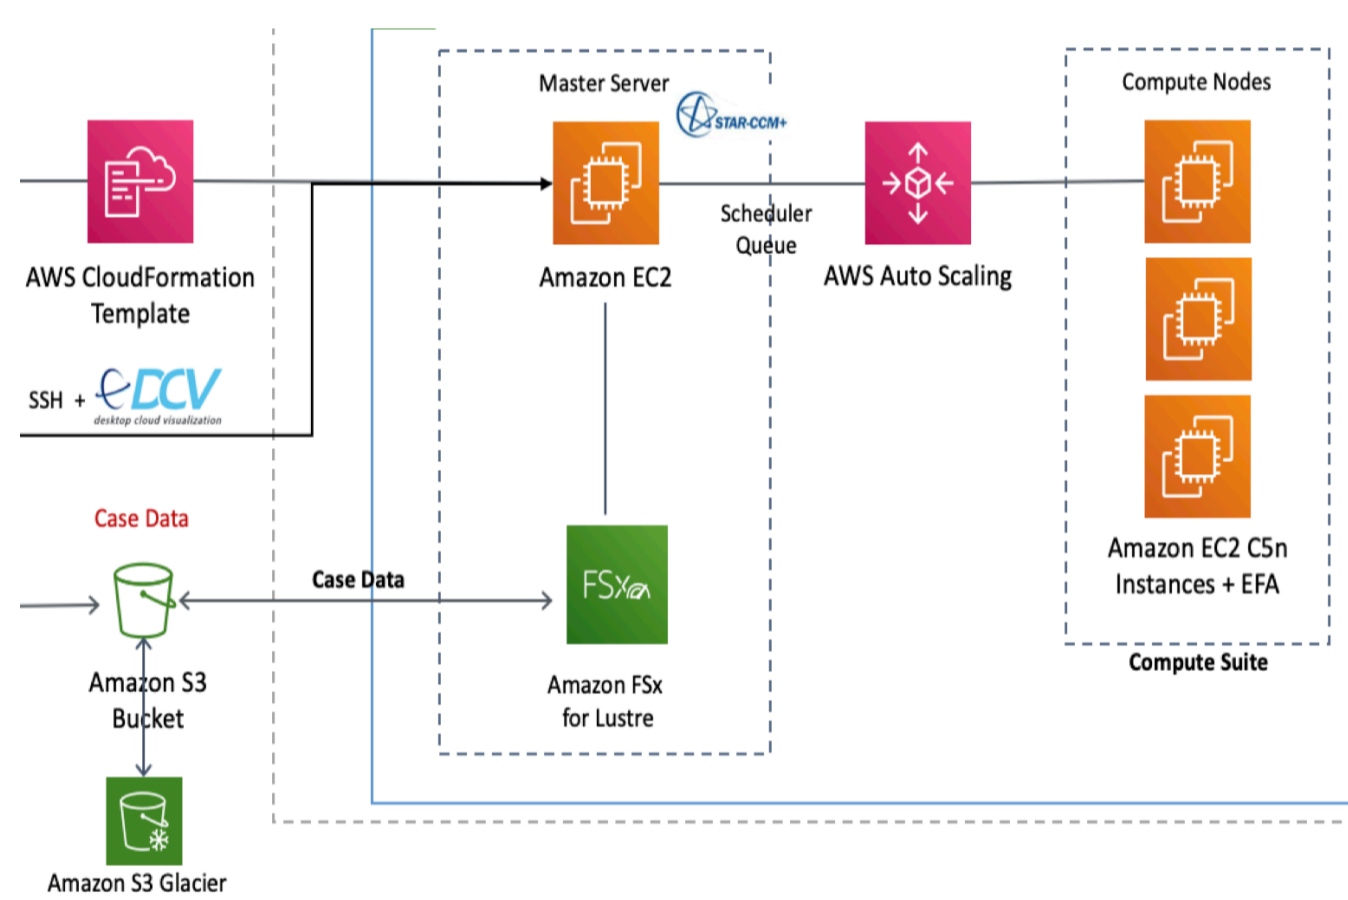 Master Server
STAR-CCM+
Compute Nodes
Scheduler
Queue
AWS CloudFormation
Template
Amazon EC2
AWS Auto Scaling
SSH +
DCV
desktop cloud visualization
Case Data
Case Data
FSx
Amazon EC2 C5n
Instances + EFA
Compute Suite
Amazon S3
Bucket
Amazon FSx
for Lustre
Amazon S3 Glacier